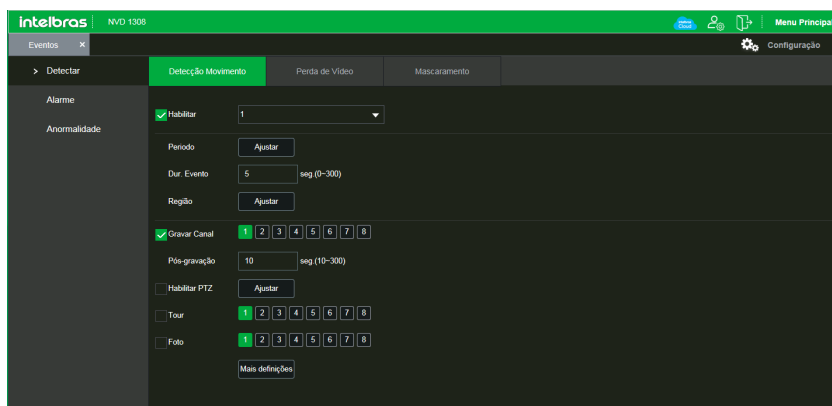 intelbras NVD 1308 Menu Principal
Eventos x Configuração
> Detectar Detecção Movimento Perda de Vídeo Mascaramento
Alarme
Anormalidade
Habilitar 1
Periodo Ajustar
Dur. Evento 5 seg.(0~300)
Região Ajustar
Gravar Canal 1 2 3 4 5 6 7 8
Pós-gravação 10 seg.(10~300)
Habilitar PTZ Ajustar
Tour 1 2 3 4 5 6 7 8
Foto 1 2 3 4 5 6 7 8
Mais definições